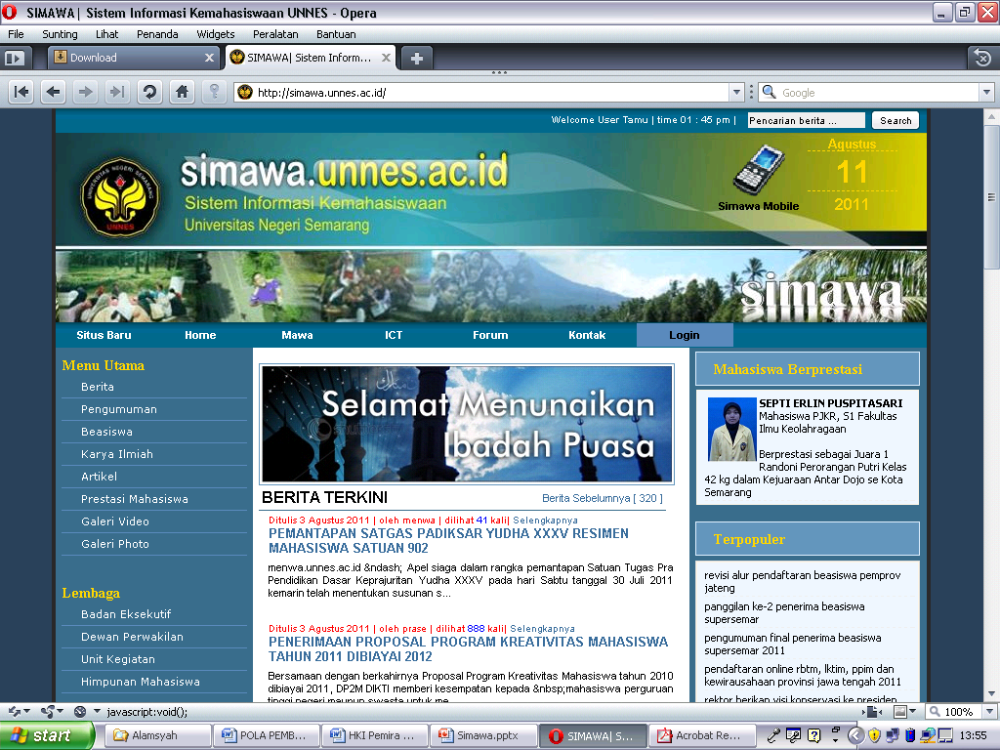 SIMAWA| Sistem Informasi Kemahasiswaan UNNES - Opera
File Sunting Lihat Penanda Widgets Peralatan Bantuan
Download SIMAWA| Sistem Inform...
http://simawa.unnes.ac.id/ Google
Welcome User Tamu | time 01 : 45 pm | Pencarian berita ... Search
simawa.unnes.ac.id
Sistem Informasi Kemahasiswaan
Universitas Negeri Semarang
UNIVERSITAS NEGERI SEMARANG
UNNES
Simawa Mobile
Agustus
11
2011
simawa
Situs Baru Home Mawa ICT Forum Kontak Login
Menu Utama
Berita
Pengumuman
Beasiswa
Karya Ilmiah
Artikel
Prestasi Mahasiswa
Galeri Video
Galeri Photo
Lembaga
Badan Eksekutif
Dewan Perwakilan
Unit Kegiatan
Himpunan Mahasiswa
Selamat Menunaikan
Ibadah Puasa
BERITA TERKINI Berita Sebelumnya [ 320 ]
Ditulis 3 Agustus 2011 | oleh menwa | dilihat 41 kali| Selengkapnya
PEMANTAPAN SATGAS PADIKSAR YUDHA XXXV RESIMEN
MAHASISWA SATUAN 902
menwa.unnes.ac.id &ndash; Apel siaga dalam rangka pemantapan Satuan Tugas Pra
Pendidikan Dasar Keprajuritan Yudha XXXV pada hari Sabtu tanggal 30 Juli 2011
kemarin telah menentukan susunan s...
Ditulis 3 Agustus 2011 | oleh prase | dilihat 888 kali| Selengkapnya
PENERIMAAN PROPOSAL PROGRAM KREATIVITAS MAHASISWA
TAHUN 2011 DIBIAYAI 2012
Bersamaan dengan berkahirnya Proposal Program Kreativitas Mahasiswa tahun 2010
dibiayai 2011, DP2M DIKTI memberi kesempatan kepada &nbsp;mahasiswa perguruan
tinggi negeri maupun swasta untuk me...
Mahasiswa Berprestasi
SEPTI ERLIN PUSPITASARI
Mahasiswa PJKR, S1 Fakultas
Ilmu Keolahragaan
Berprestasi sebagai Juara 1
Randoni Perorangan Putri Kelas
42 kg dalam Kejuaraan Antar Dojo se Kota
Semarang
Terpopuler
revisi alur pendaftaran beasiswa pemprov
jateng
panggilan ke-2 penerima beasiswa
supersemar
pengumuman final penerima beasiswa
supersemar 2011
pendaftaran online rbtm, lktim, ppim dan
kewirausahaan provinsi jawa tengah 2011
rektor berikan visi konservasi ke presiden
javascript:void(); 100%
start Alamsyah POLA PEMB... HKI Pemira ... Simawa.pptx SIMAWA| S... Acrobat Re... 13:55